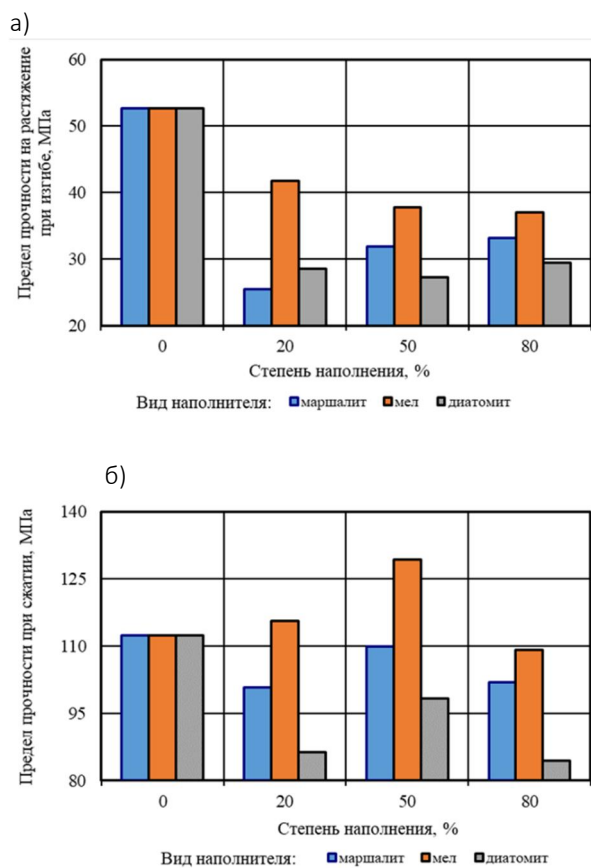 а)
Предел прочности на растяжение
при изгибе, МПа
60
50
40
30
20
0 20 50 80
Степень наполнения, %
Вид наполнителя: маршалит мел диатомит
б)
Предел прочности при сжатии, МПа
140
125
110
95
80
0 20 50 80
Степень наполнения, %
Вид наполнителя: маршалит мел диатомит